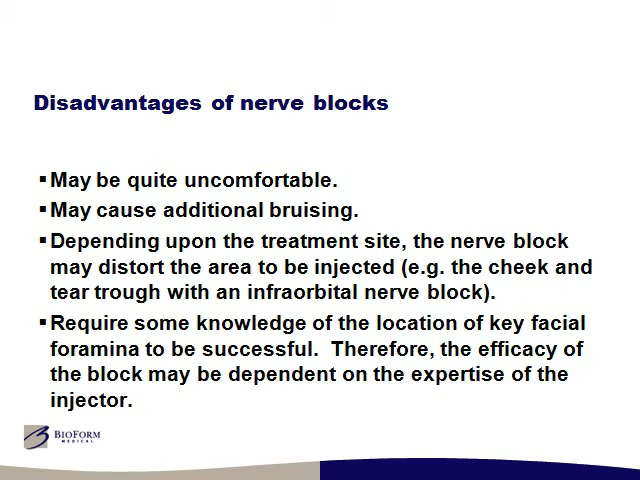 Disadvantages of nerve blocks
▪ May be quite uncomfortable.
▪ May cause additional bruising.
▪ Depending upon the treatment site, the nerve block
may distort the area to be injected (e.g. the cheek and
tear trough with an infraorbital nerve block).
▪ Require some knowledge of the location of key facial
foramina to be successful.  Therefore, the efficacy of
the block may be dependent on the expertise of the
injector.
BIOFORM
MEDICAL